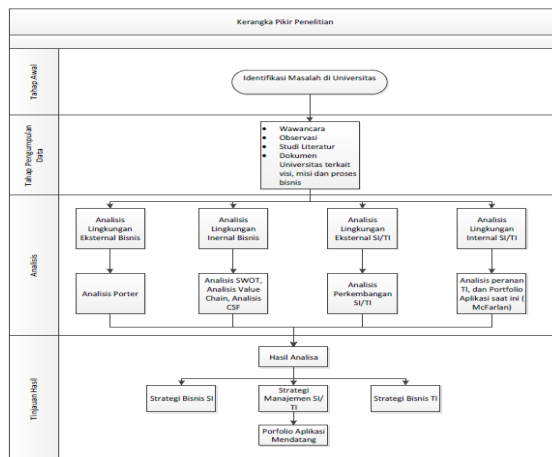 Kerangka Pikir Penelitian
Tahap Awal
Identifikasi Masalah di Universitas
Tahap Pengumpulan
Data
• Wawancara
• Observasi
• Studi Literatur
• Dokumen
Universitas terkait
visi, misi dan proses
bisnis
Analisis
Analisis
Lingkungan
Eksternal Bisnis
Analisis
Lingkungan
Inernal Bisnis
Analisis
Lingkungan
Eksternal SI/TI
Analisis
Lingkungan
Internal SI/TI
Analisis Porter
Analisis SWOT,
Analisis Value
Chain, Analisis
CSF
Analisis
Perkembangan
SI/TI
Analisis peranan
TI, dan Portfolio
Aplikasi saat ini (
McFarlan)
Tinjauan Hasil
Hasil Analisa
Strategi Bisnis SI
Strategi
Manajemen SI/
TI
Strategi Bisnis TI
Porfolio Aplikasi
Mendatang